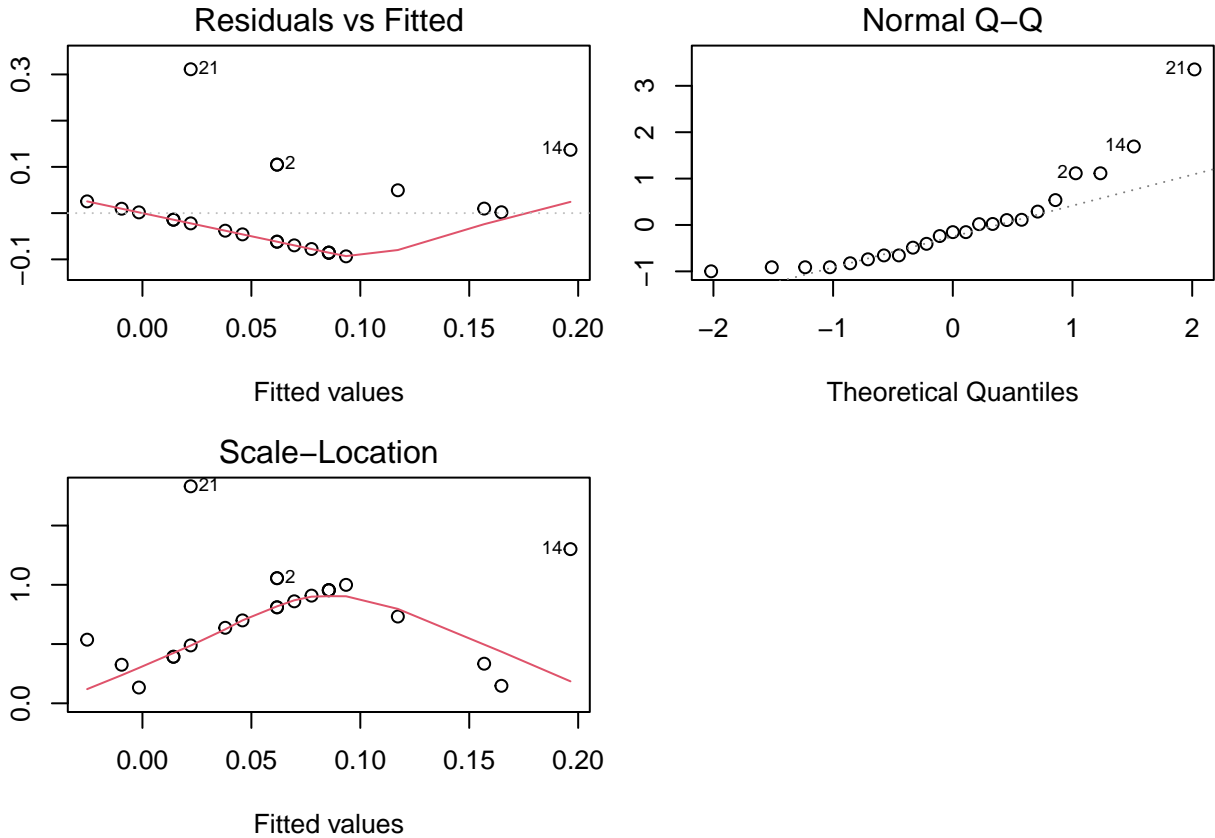 Residuals vs Fitted
0.3
0.1
−0.1
21
2
14
0.00 0.05 0.10 0.15 0.20
Fitted values
Normal Q−Q
3
2
1
0
−1
21
14
2
−2 −1 0 1 2
Theoretical Quantiles
Scale−Location
1.0
0.0
21
14
2
0.00 0.05 0.10 0.15 0.20
Fitted values